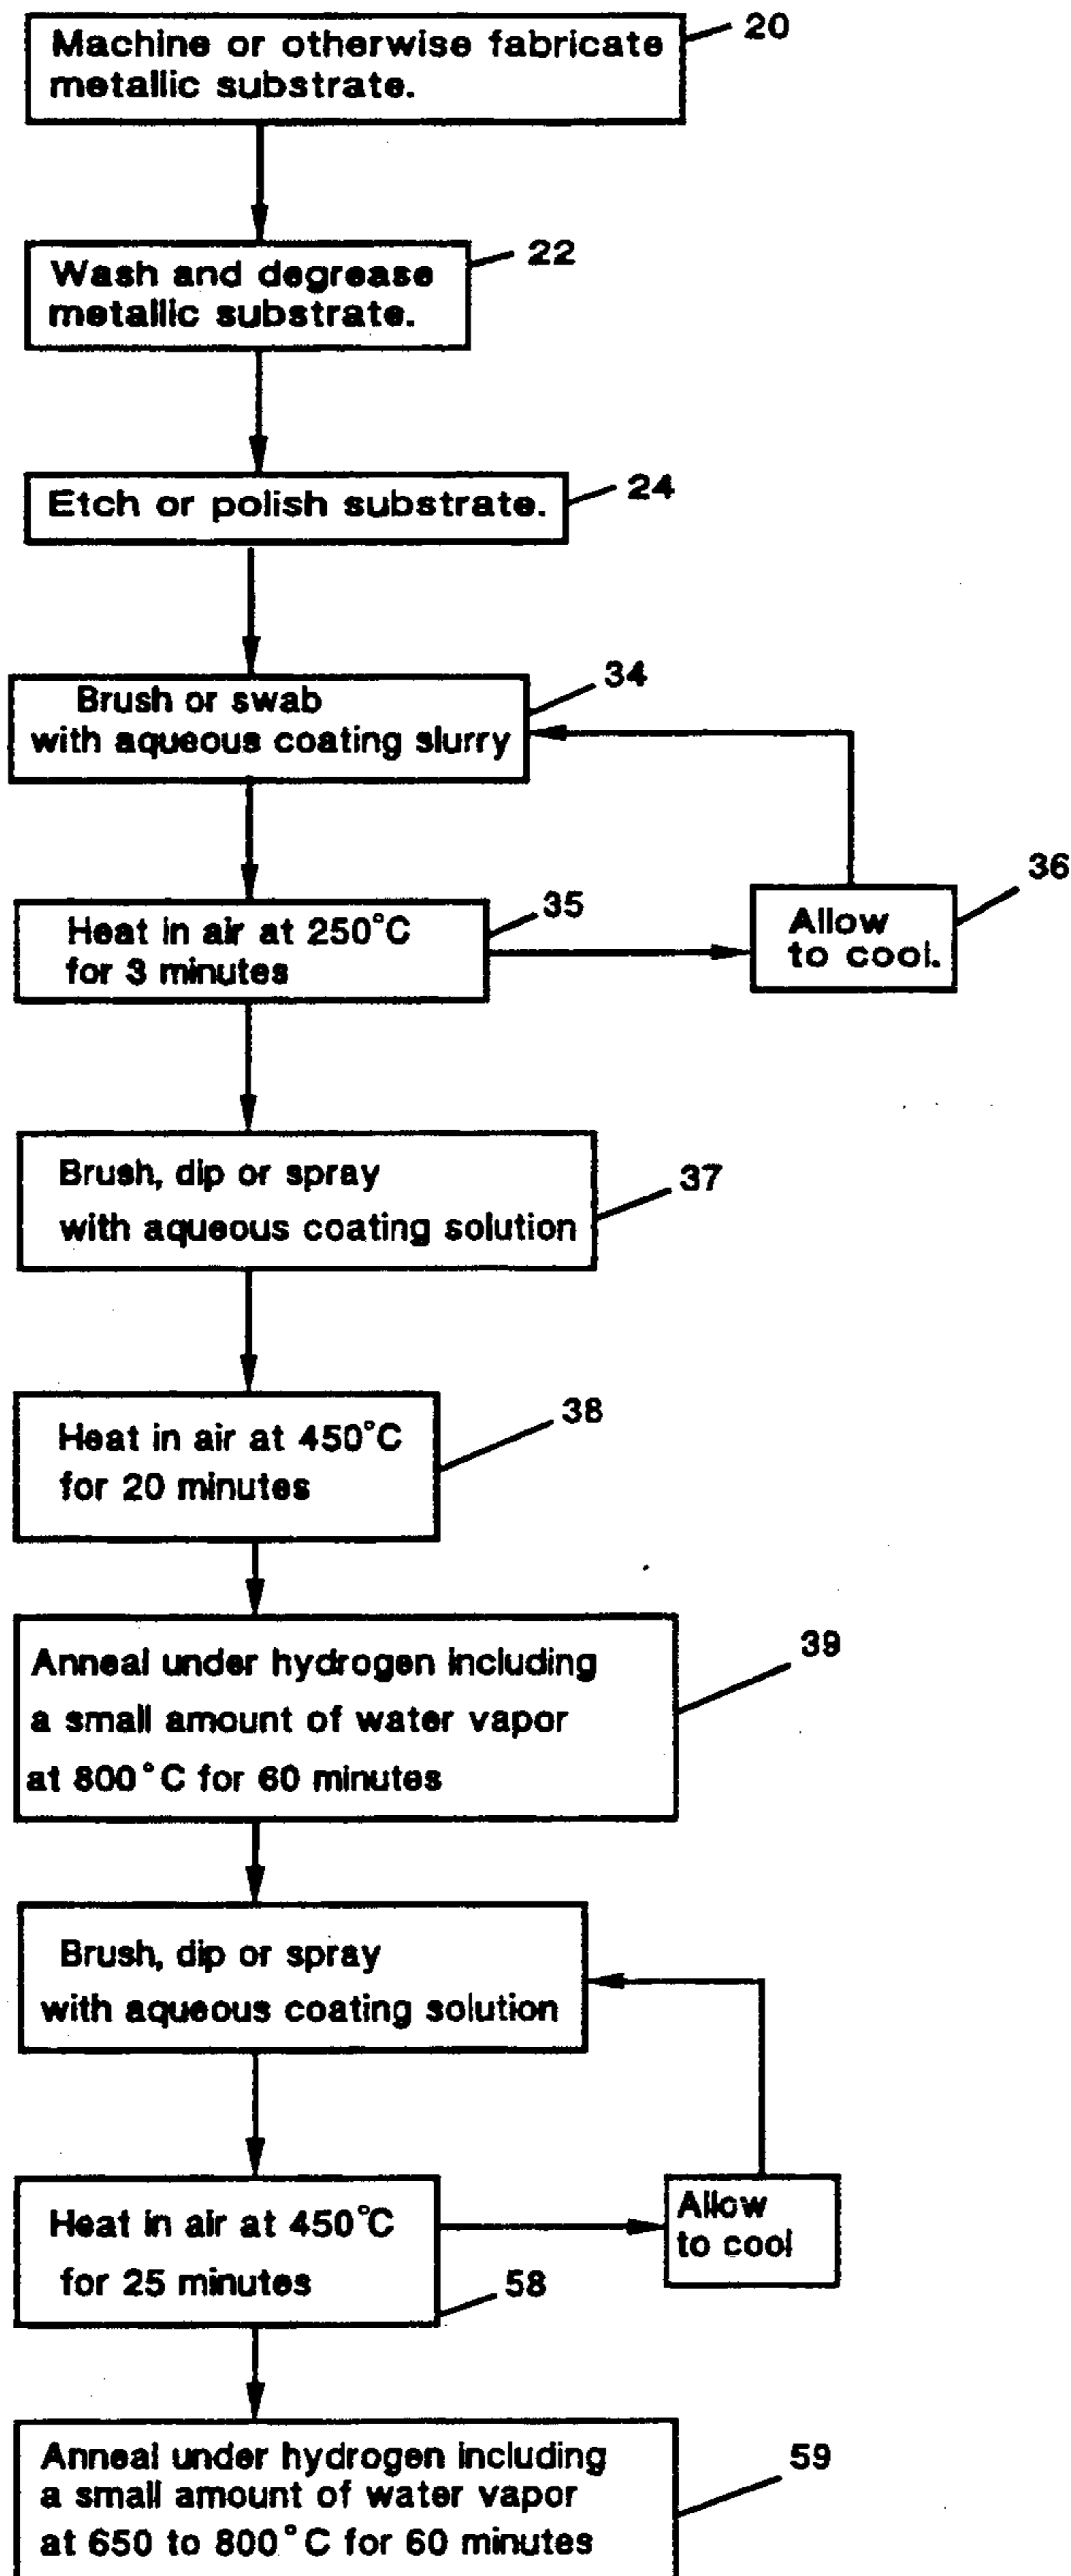 Machine or otherwise fabricate
metallic substrate.
20
Wash and degrease
metallic substrate.
22
Etch or polish substrate.
24
Brush or swab
with aqueous coating slurry
34
Heat in air at 250°C
for 3 minutes
35
Allow
to cool.
36
Brush, dip or spray
with aqueous coating solution
37
Heat in air at 450°C
for 20 minutes
38
Anneal under hydrogen including
a small amount of water vapor
at 800°C for 60 minutes
39
Brush, dip or spray
with aqueous coating solution
Heat in air at 450°C
for 25 minutes
58
Allow
to cool
Anneal under hydrogen including
a small amount of water vapor
at 650 to 800°C for 60 minutes
59